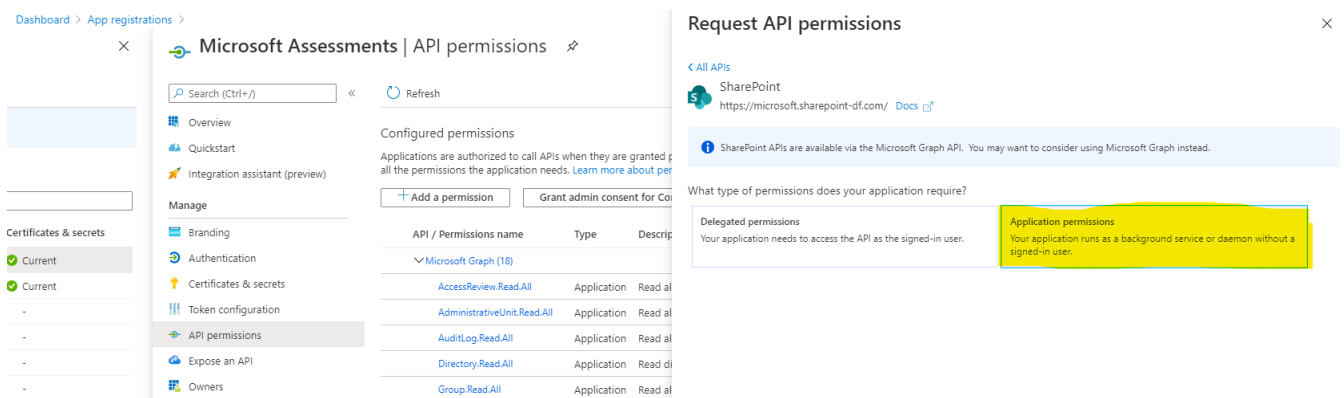 Dashboard > App registrations >
Certificates & secrets
Current
Current
-
-
-
-
Microsoft Assessments | API permissions
Search (Ctrl+/)
«
Overview
Quickstart
Integration assistant (preview)
Manage
Branding
Authentication
Certificates & secrets
Token configuration
API permissions
Expose an API
Owners
Refresh
Configured permissions
Applications are authorized to call APIs when they are granted p
all the permissions the application needs. Learn more about per
+ Add a permission Grant admin consent for Co
API / Permissions name Type Descrip
Microsoft Graph (18)
AccessReview.Read.All Application Read al
AdministrativeUnit.Read.All Application Read al
AuditLog.Read.All Application Read al
Directory.Read.All Application Read di
Group.Read.All Application Read al
Request API permissions
< All APIs
S
SharePoint
https://microsoft.sharepoint-df.com/ Docs
SharePoint APIs are available via the Microsoft Graph API. You may want to consider using Microsoft Graph instead.
What type of permissions does your application require?
Delegated permissions
Your application needs to access the API as the signed-in user.
Application permissions
Your application runs as a background service or daemon without a
signed-in user.